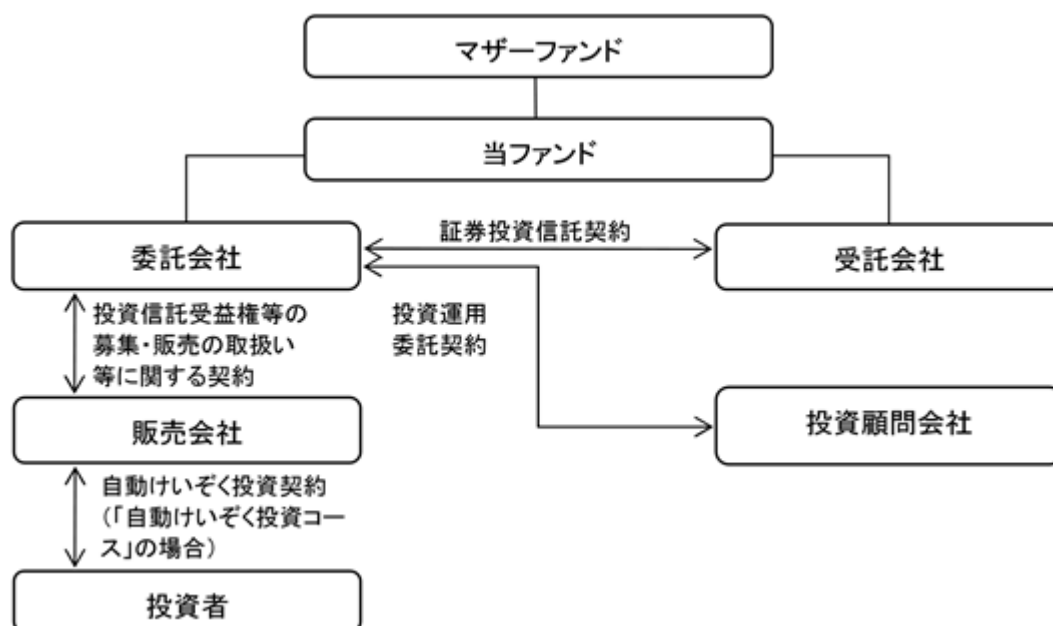 マザーファンド
当ファンド
委託会社
証券投資信託契約
受託会社
投資信託受益権等の
募集・販売の取扱い
等に関する契約
投資運用
委託契約
販売会社
投資顧問会社
自動けいぞく投資契約
(「自動けいぞく投資コー
ス」の場合)
投資者